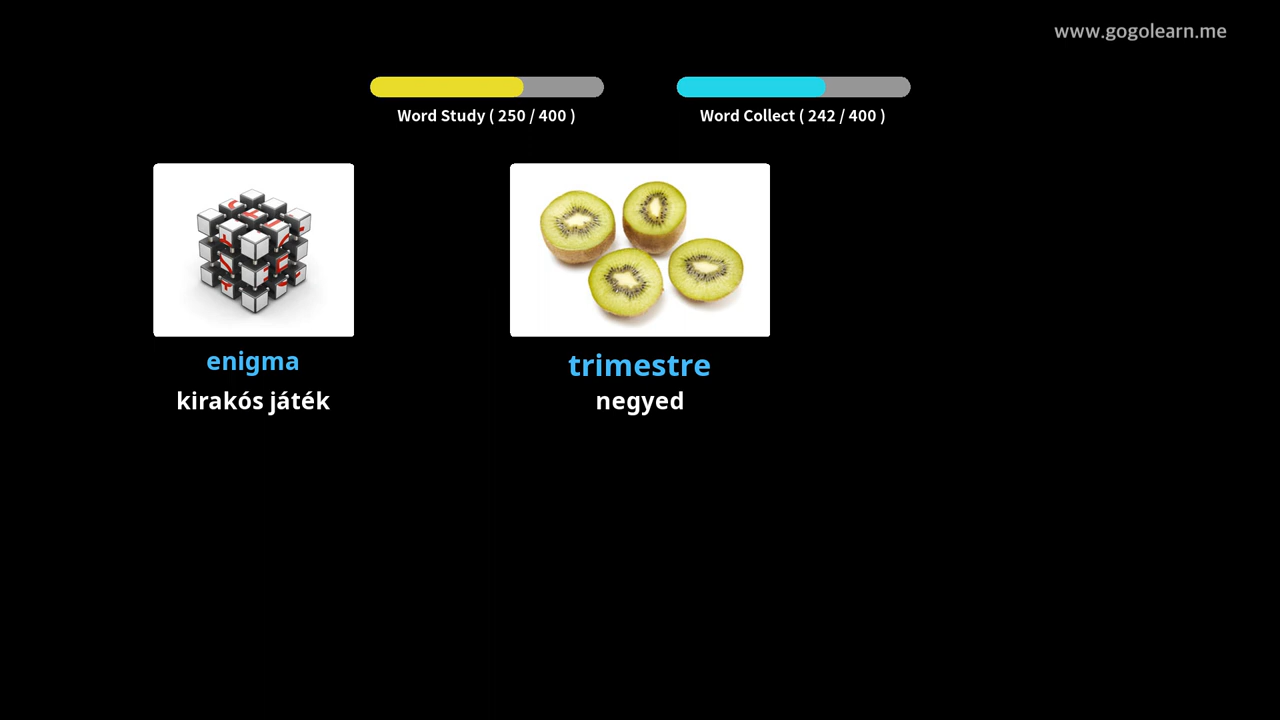 www.gogolearn.me
Word Study ( 250 / 400 )
Word Collect ( 242 / 400 )
enigma
kirakós játék
trimestre
negyed